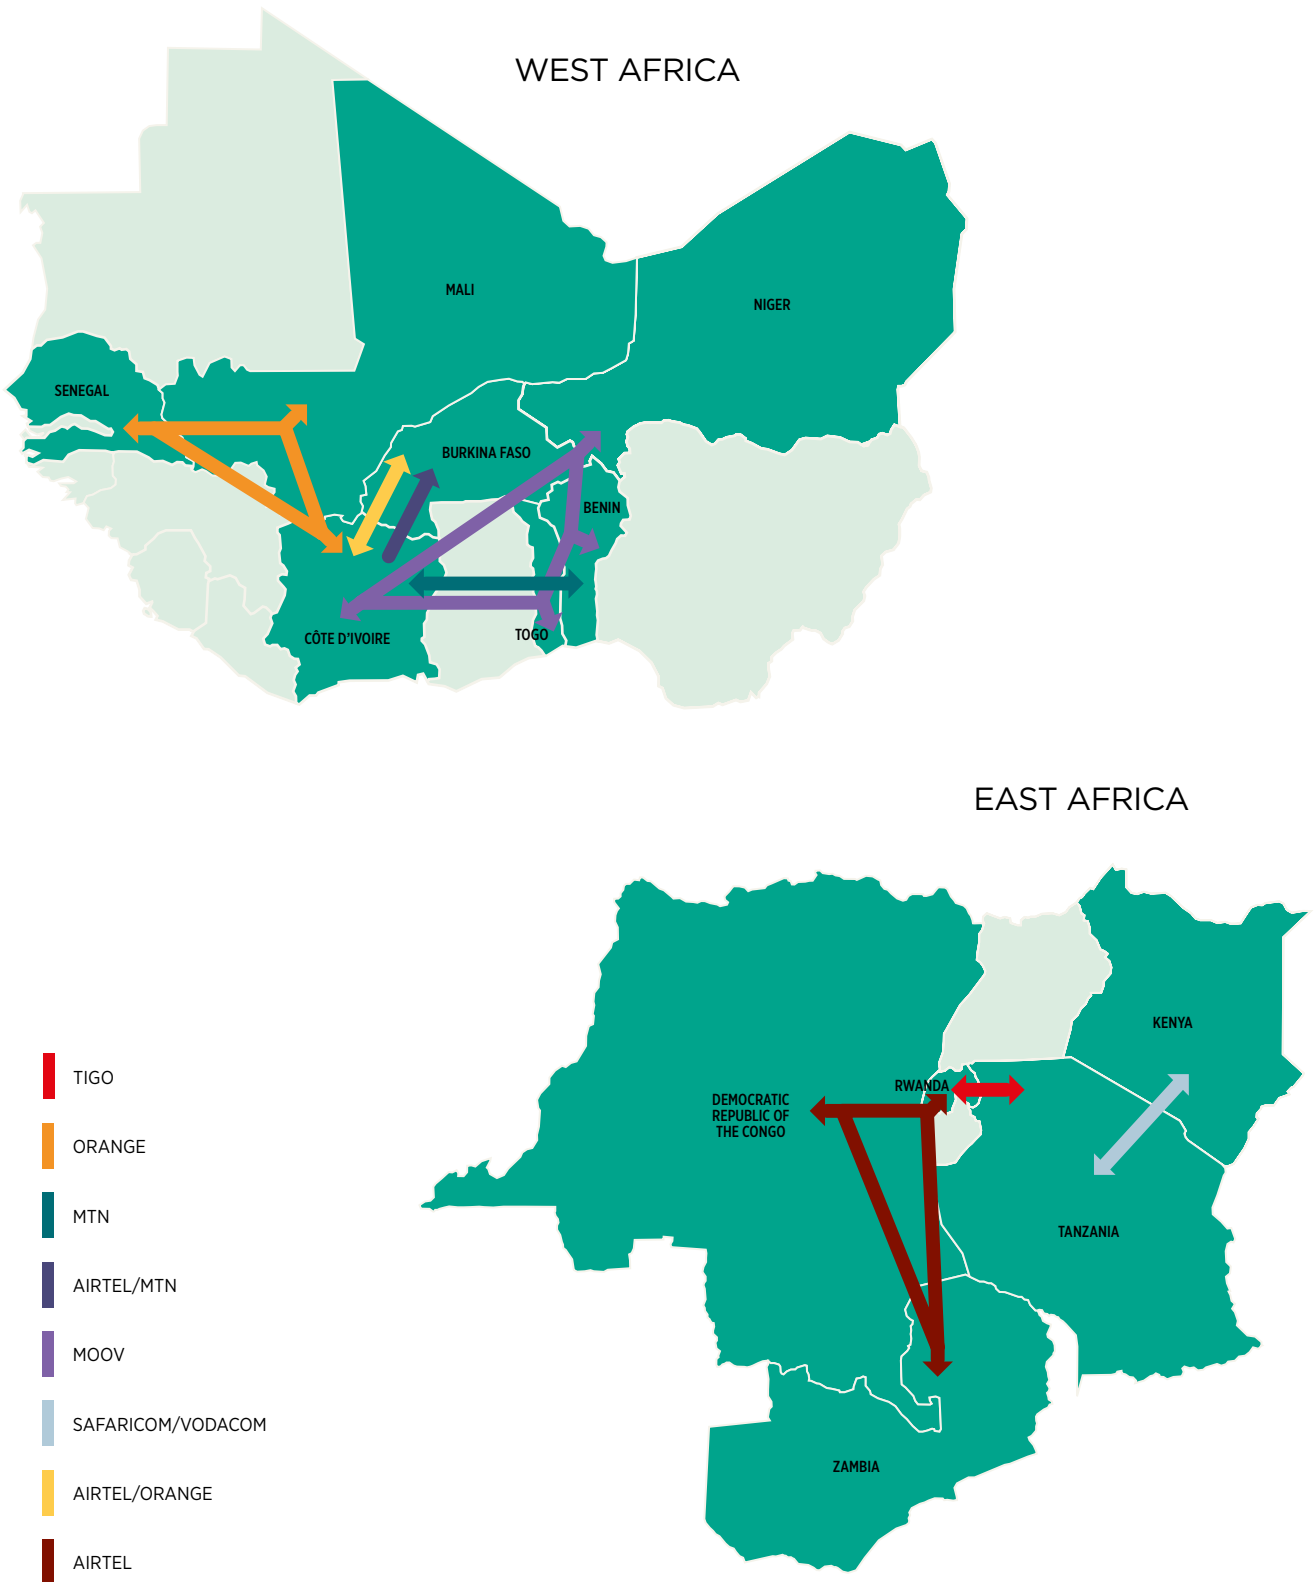 WEST AFRICA
MALI
NIGER
SENEGAL
BURKINA FASO
BENIN
CÔTE D'IVOIRE
TOGO
EAST AFRICA
KENYA
RWANDA
DEMOCRATIC
REPUBLIC OF
THE CONGO
TANZANIA
ZAMBIA
TIGO
ORANGE
MTN
AIRTEL/MTN
MOOV
SAFARICOM/VODACOM
AIRTEL/ORANGE
AIRTEL